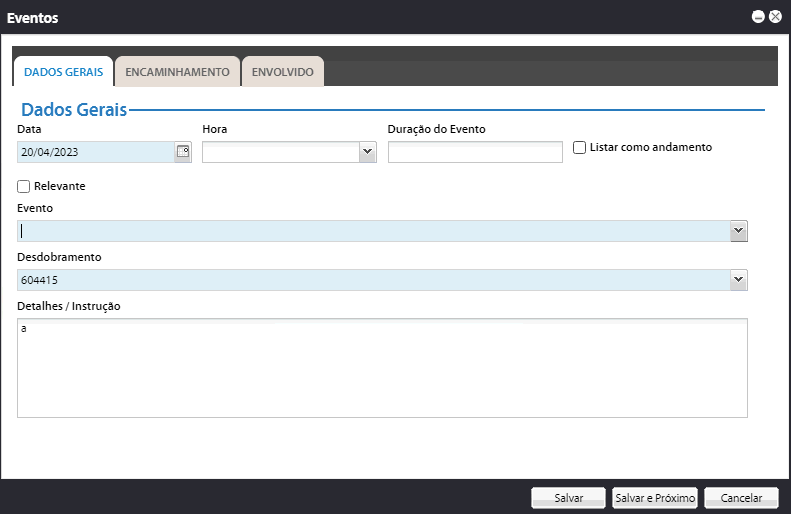 Eventos
DADOS GERAIS ENCAMINHAMENTO ENVOLVIDO
Dados Gerais
Data Hora Duração do Evento
20/04/2023 Listar como andamento
Relevante
Evento
Desdobramento
604415
Detalhes / Instrução
a
Salvar Salvar e Próximo Cancelar